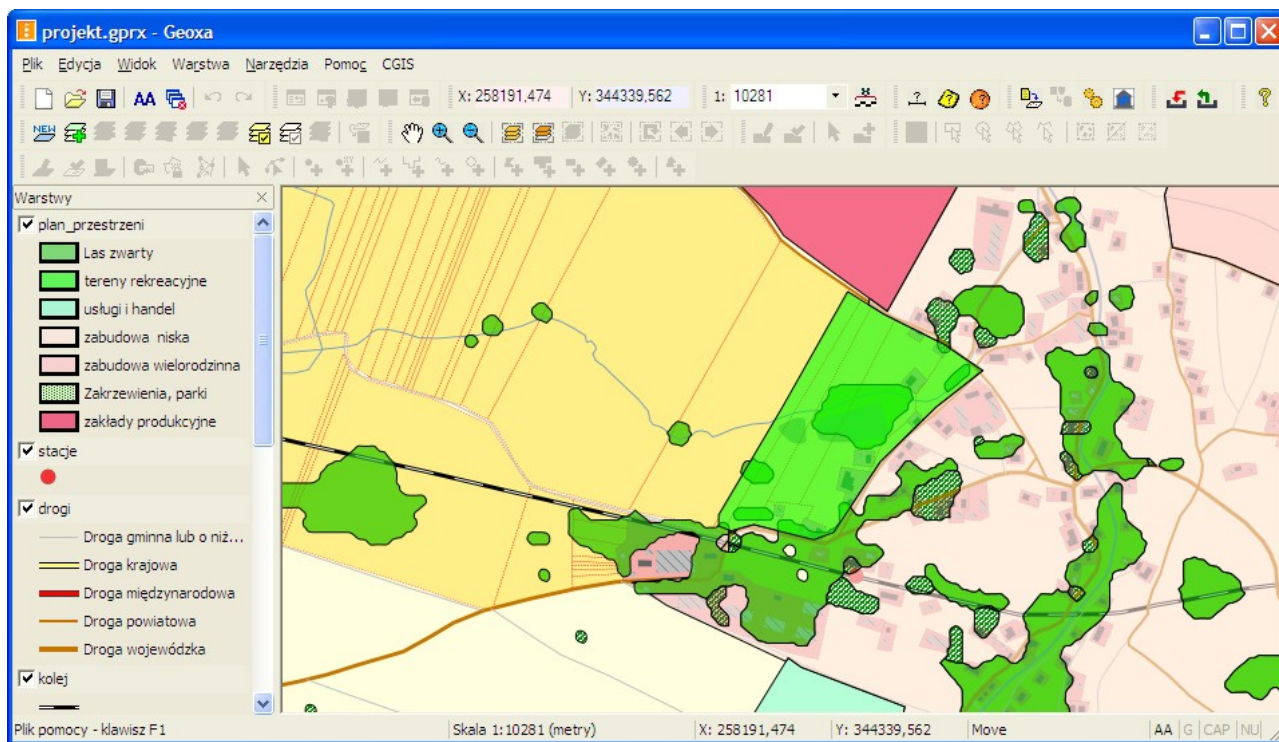 projekt.gprx - Geoxa
Plik Edycja Widok Warstwa Narzędzia Pomoc CGIS
AA X: 258191,474 Y: 344339,562 1: 10281
NEW
Warstwy
plan_przestrzeni
Las zwarty
tereny rekreacyjne
usługi i handel
zabudowa niska
zabudowa wielorodzinna
Zakrzewienia, parki
zakłady produkcyjne
stacje
drogi
Droga gminna lub o niż...
Droga krajowa
Droga międzynarodowa
Droga powiatowa
Droga wojewódzka
kolej
Plik pomocy - klawisz F1 Skala 1:10281 (metry) X: 258191,474 Y: 344339,562 Move AA G CAP NU